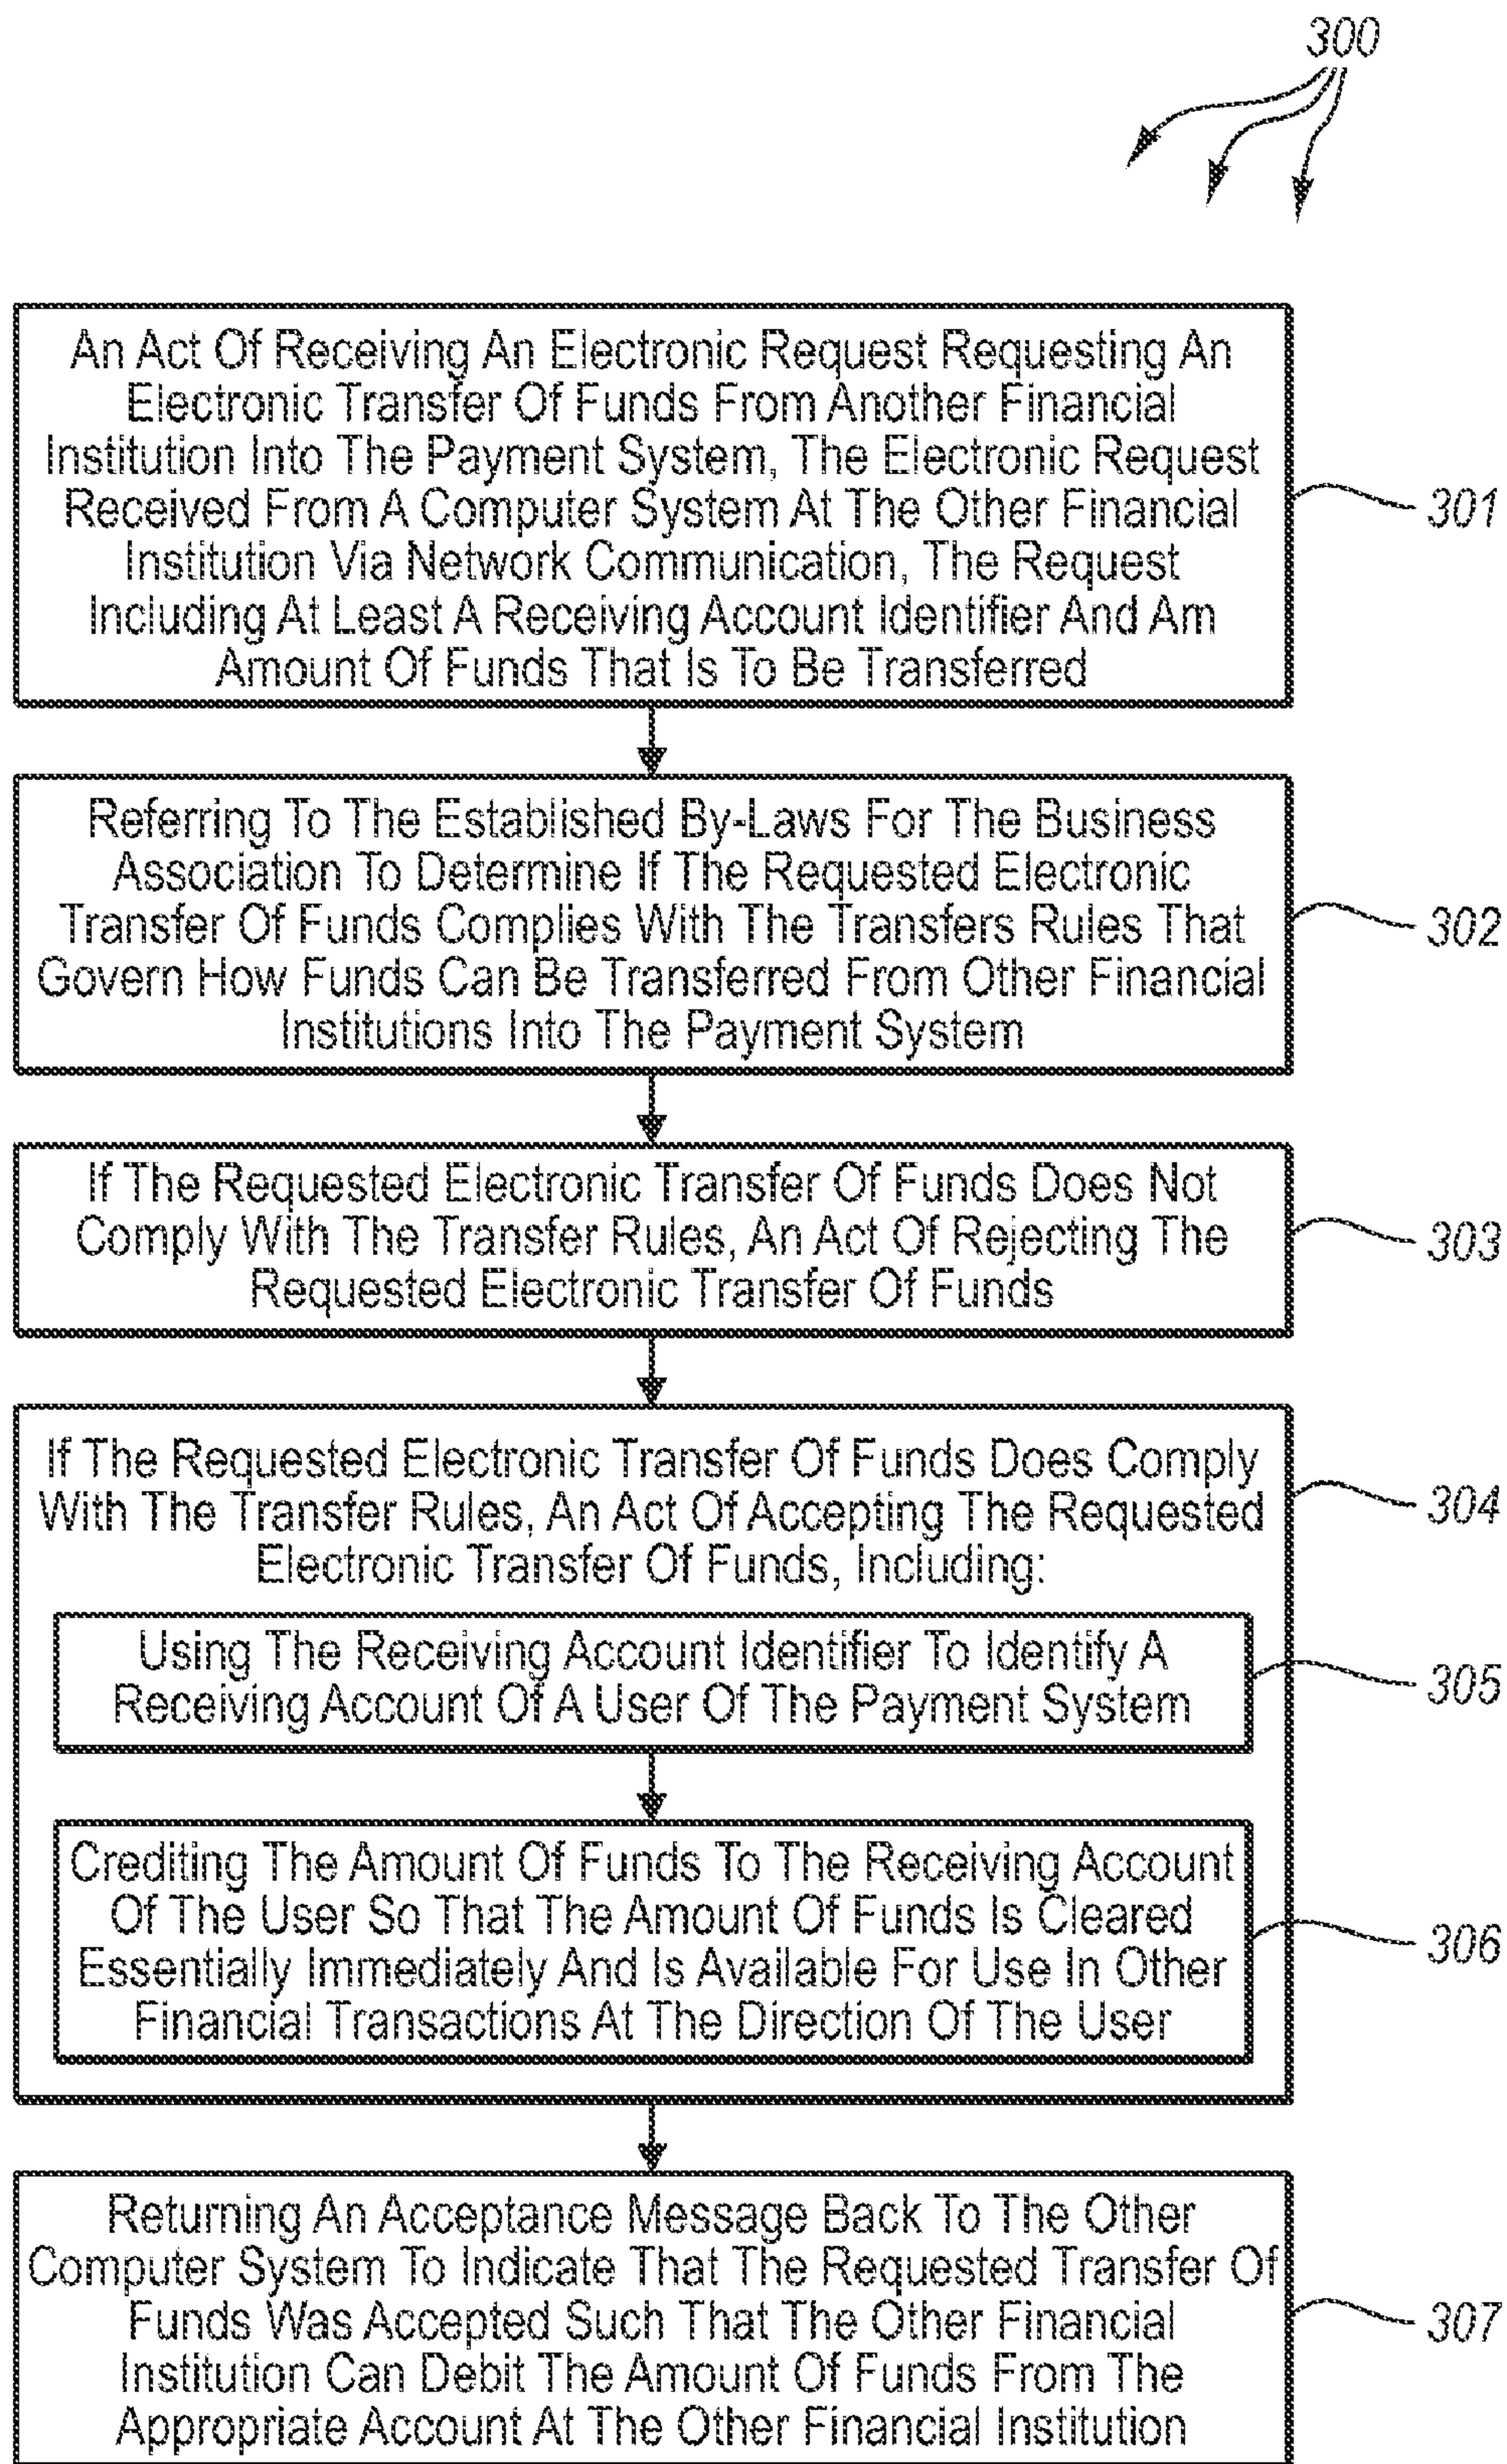 300
An Act Of Receiving An Electronic Request Requesting An
Electronic Transfer Of Funds From Another Financial
Institution Into The Payment System, The Electronic Request
Received From A Computer System At The Other Financial
Institution Via Network Communication, The Request
Including At Least A Receiving Account Identifier And Am
Amount Of Funds That Is To Be Transferred
301
Referring To The Established By-Laws For The Business
Association To Determine If The Requested Electronic
Transfer Of Funds Complies With The Transfers Rules That
Govern How Funds Can Be Transferred From Other Financial
Institutions Into The Payment System
302
If The Requested Electronic Transfer Of Funds Does Not
Comply With The Transfer Rules, An Act Of Rejecting The
Requested Electronic Transfer Of Funds
303
If The Requested Electronic Transfer Of Funds Does Comply
With The Transfer Rules, An Act Of Accepting The Requested
Electronic Transfer Of Funds, Including:
304
Using The Receiving Account Identifier To Identify A
Receiving Account Of A User Of The Payment System
305
Crediting The Amount Of Funds To The Receiving Account
Of The User So That The Amount Of Funds Is Cleared
Essentially Immediately And Is Available For Use In Other
Financial Transactions At The Direction Of The User
306
Returning An Acceptance Message Back To The Other
Computer System To Indicate That The Requested Transfer Of
Funds Was Accepted Such That The Other Financial
Institution Can Debit The Amount Of Funds From The
Appropriate Account At The Other Financial Institution
307